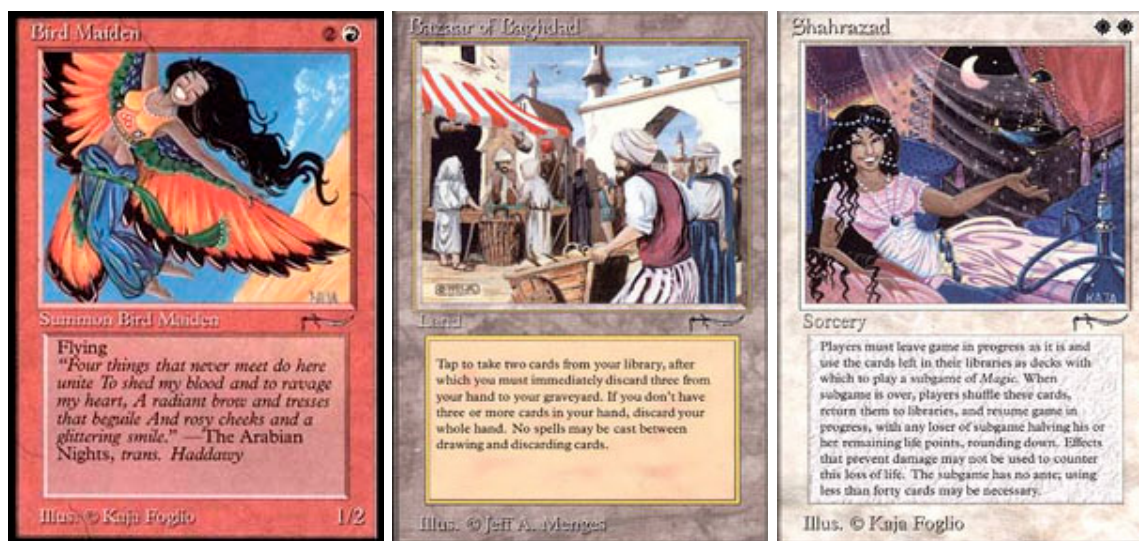 Bird Maiden
2
Flying
"Four things that never meet do here
unite To shed my blood and to ravage
my heart, A radiant brow and tresses
that beguile And rosy cheeks and a
glittering smile." —The Arabian
Nights, trans. Haddawy
KAJA
Summon Bird Maiden
Illus. © Kaja Foglio
1/2
Bazaar of Baghdad
Land
Tap to take two cards from your library, after
which you must immediately discard three from
your hand to your graveyard. If you don't have
three or more cards in your hand, discard your
whole hand. No spells may be cast between
drawing and discarding cards.
Illus. © Jeff A. Menges
Shahrazad
KAJA
Sorcery
Players must leave game in progress as it is and
use the cards left in their libraries as decks with
which to play a subgame of Magic. When
subgame is over, players shuffle these cards,
return them to libraries, and resume game in
progress, with any loser of subgame halving his or
her remaining life points, rounding down. Effects
that prevent damage may not be used to counter
this loss of life. The subgame has no ante; using
less than forty cards may be necessary.
Illus. © Kaja Foglio